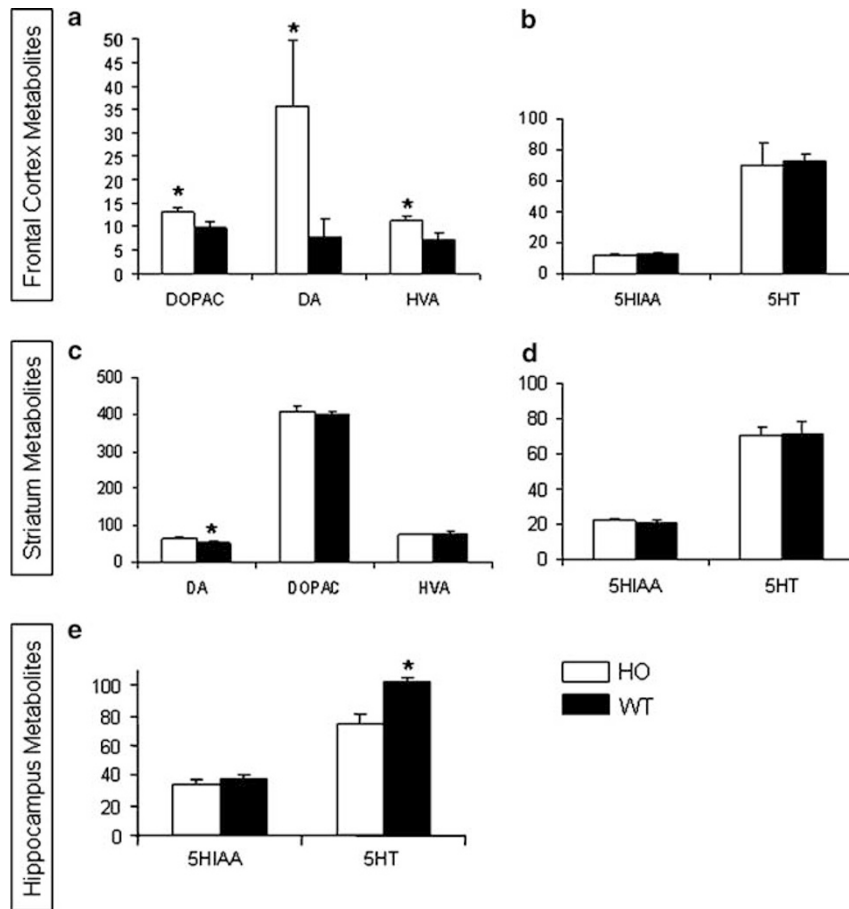 Frontal Cortex Metabolites
a
*
50
45
40
35
30
25
20
15
10
5
0
*
*
DOPAC DA HVA
b
100
80
60
40
20
0
5HIAA 5HT
Striatum Metabolites
c
500
400
300
200
100
0
*
DA DOPAC HVA
d
100
80
60
40
20
0
5HIAA 5HT
Hippocampus Metabolites
e
*
100
80
60
40
20
0
5HIAA 5HT
HO
WT